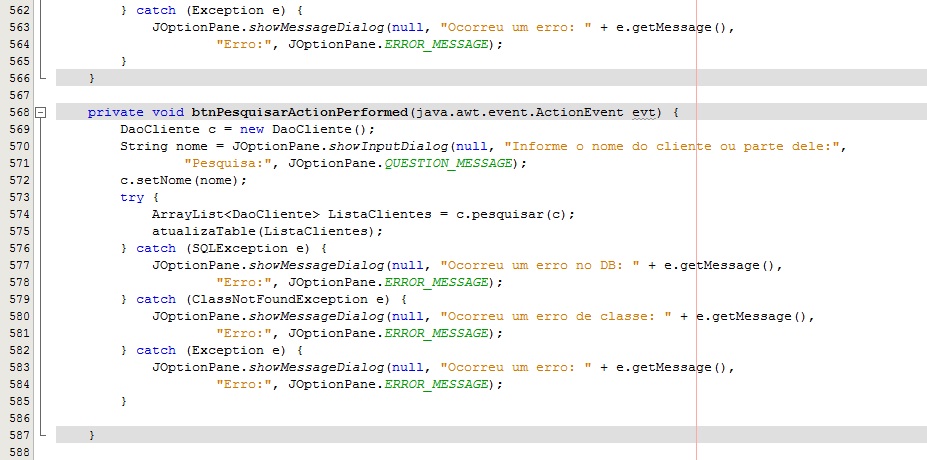 562         } catch (Exception e) {
563             JOptionPane.showMessageDialog(null, "Ocorreu um erro: " + e.getMessage(),
564                     "Erro:", JOptionPane.ERROR_MESSAGE);
565         }
566     }
567
568     private void btnPesquisarActionPerformed(java.awt.event.ActionEvent evt) {
569         DaoCliente c = new DaoCliente();
570         String nome = JOptionPane.showInputDialog(null, "Informe o nome do cliente ou parte dele:",
571                 "Pesquisa:", JOptionPane.QUESTION_MESSAGE);
572         c.setNome(nome);
573         try {
574             ArrayList<DaoCliente> ListaClientes = c.pesquisar(c);
575             atualizaTable(ListaClientes);
576         } catch (SQLException e) {
577             JOptionPane.showMessageDialog(null, "Ocorreu um erro no DB: " + e.getMessage(),
578                     "Erro:", JOptionPane.ERROR_MESSAGE);
579         } catch (ClassNotFoundException e) {
580             JOptionPane.showMessageDialog(null, "Ocorreu um erro de classe: " + e.getMessage(),
581                     "Erro:", JOptionPane.ERROR_MESSAGE);
582         } catch (Exception e) {
583             JOptionPane.showMessageDialog(null, "Ocorreu um erro: " + e.getMessage(),
584                     "Erro:", JOptionPane.ERROR_MESSAGE);
585         }
586
587     }
588